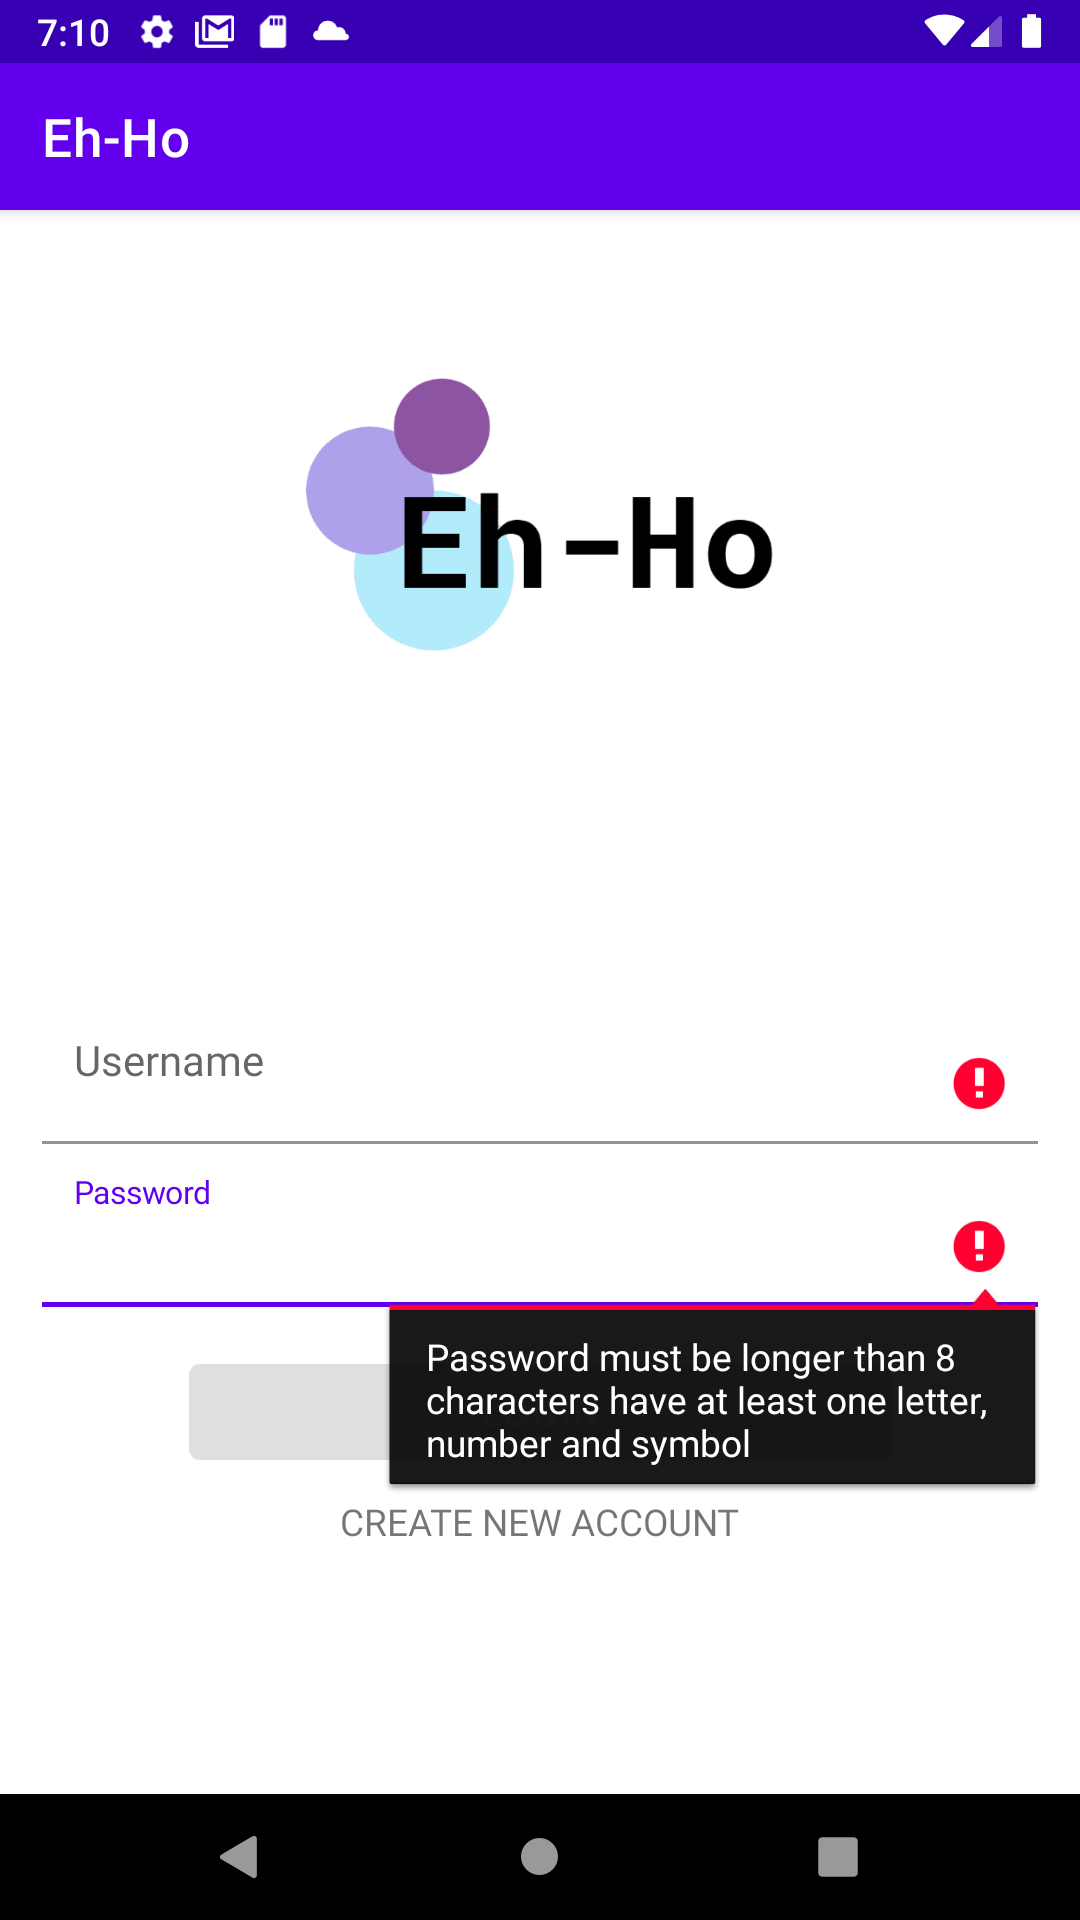 7:10
Eh-Ho
Eh-Ho
Username
Password
Password must be longer than 8
characters have at least one letter,
number and symbol
CREATE NEW ACCOUNT